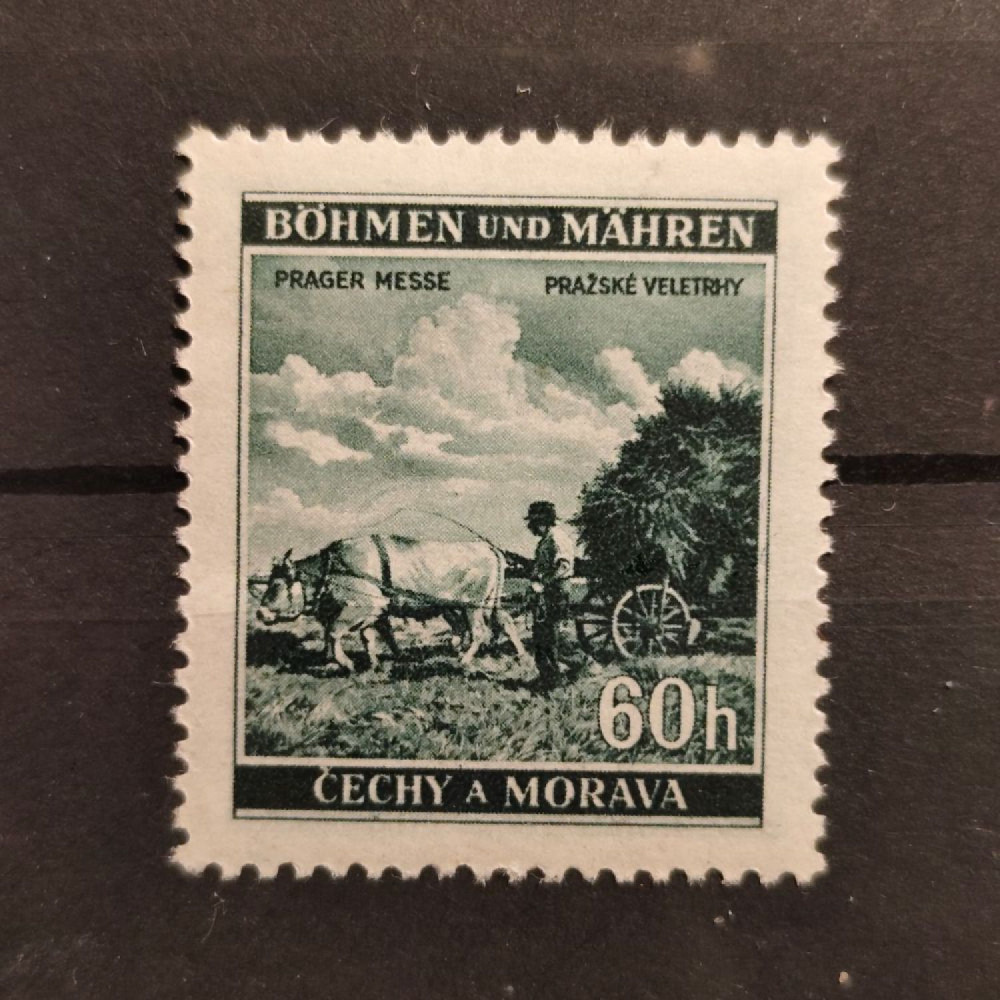 BÖHMEN UND MÄHREN
PRAGER MESSE PRAŽSKÉ VELETRHY
60h
ČECHY A MORAVA